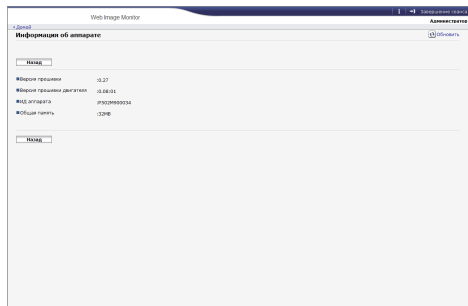 Завершение сеанса
Web Image Monitor
Администратор
Домой
Информация об аппарате
Обновить
Назад
Версия прошивки :0.27
Версия прошивки двигателя :0.08:01
ИД аппарата :P502M900034
Общая память :32MB
Назад